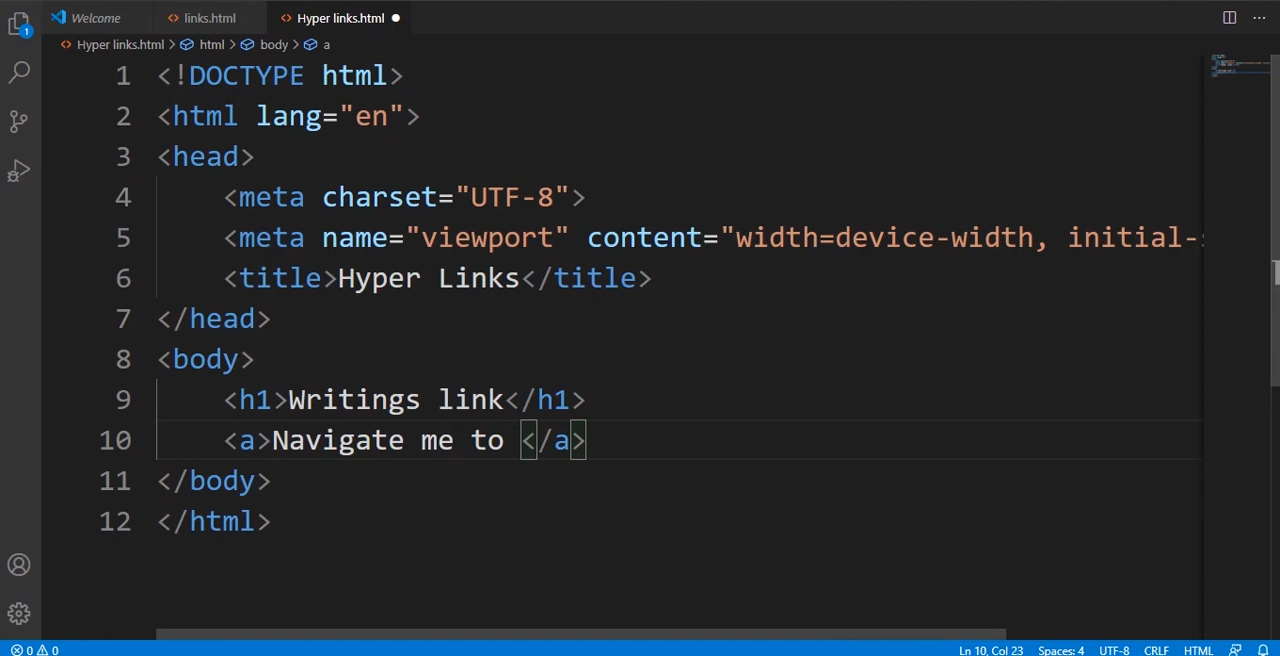 1
Welcome
links.html
Hyper links.html
Hyper links.html > html > body > a
1 <!DOCTYPE html>
2 <html lang="en">
3 <head>
4 <meta charset="UTF-8">
5 <meta name="viewport" content="width=device-width, initial-
6 <title>Hyper Links</title>
7 </head>
8 <body>
9 <h1>Writings link</h1>
10 <a>Navigate me to </a>
11 </body>
12 </html>
0 0
Ln 10, Col 23
Spaces: 4
UTF-8
CRLF
HTML